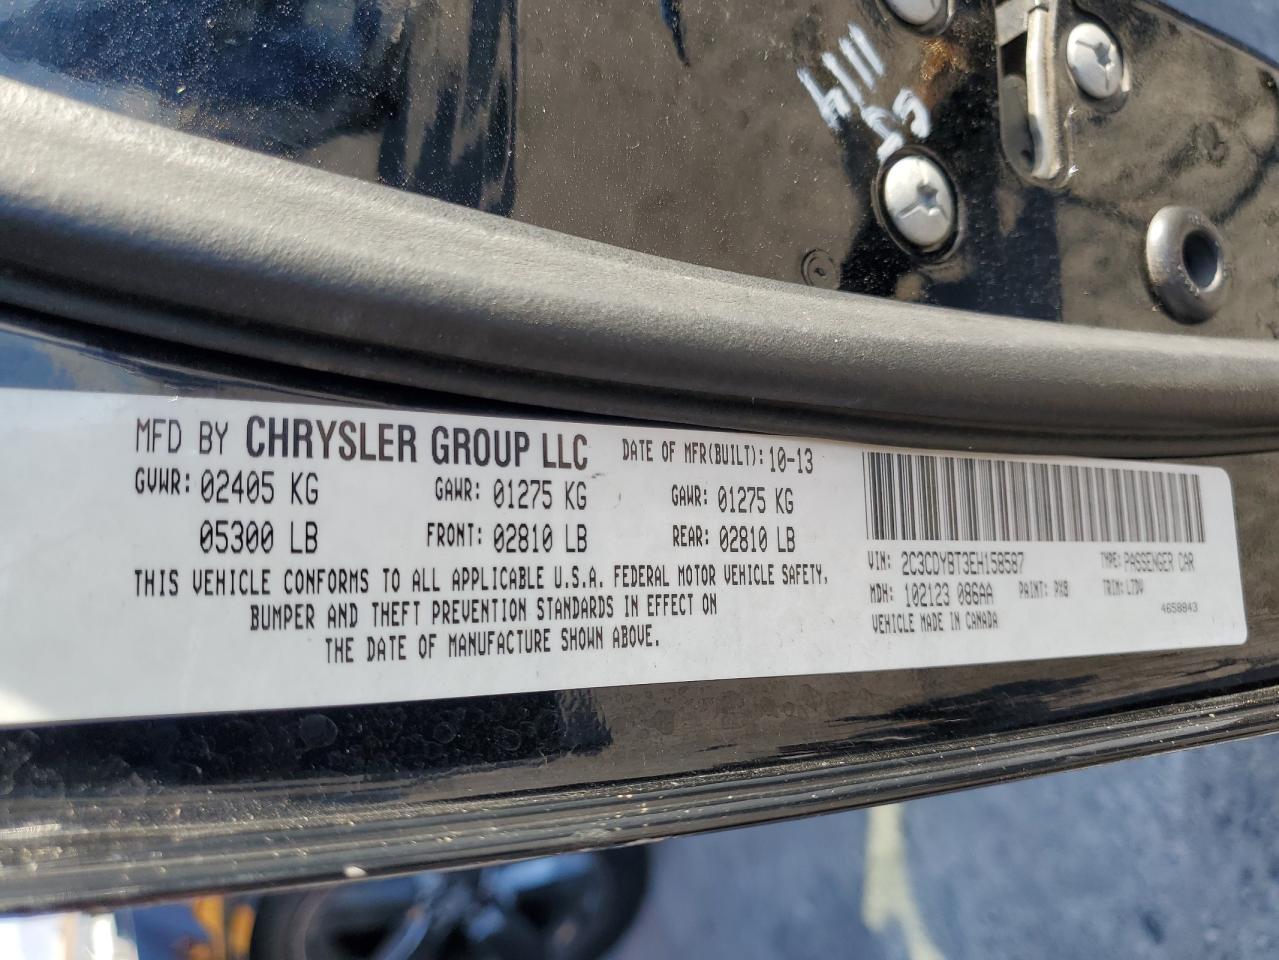 MFD BY CHRYSLER GROUP LLC DATE OF MFR(BUILT): 10-13
GVWR: 02405 KG GAWR: 01275 KG GAWR: 01275 KG
05300 LB FRONT: 02810 LB REAR: 02810 LB
THIS VEHICLE CONFORMS TO ALL APPLICABLE U.S.A. FEDERAL MOTOR VEHICLE SAFETY,
BUMPER AND THEFT PREVENTION STANDARDS IN EFFECT ON
THE DATE OF MANUFACTURE SHOWN ABOVE.
VIN: 2C3CDYBT3EH158587 TYPE: PASSENGER CAR
MDH: 102123 086AA PAINT: PX8 TRIM: LTDV
VEHICLE MADE IN CANADA 4658843